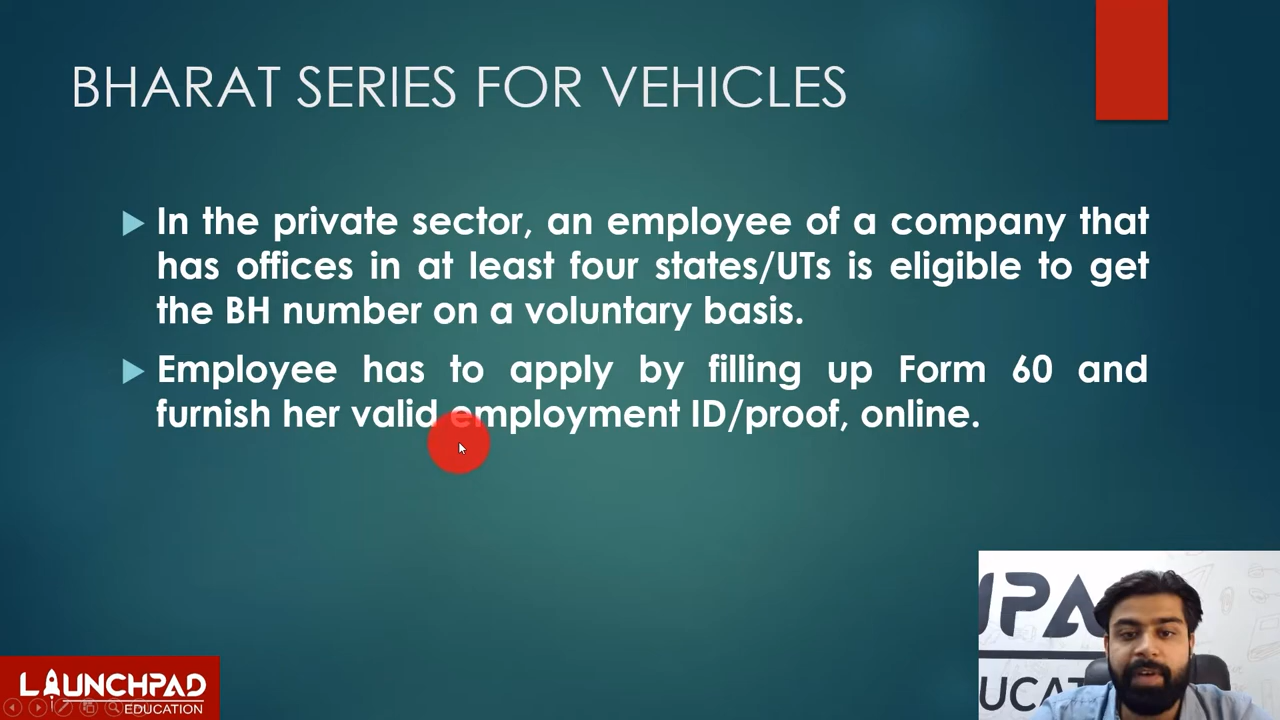 BHARAT SERIES FOR VEHICLES
In the private sector, an employee of a company that
has offices in at least four states/UTs is eligible to get
the BH number on a voluntary basis.
Employee has to apply by filling up Form 60 and
furnish her valid employment ID/proof, online.
LAUNCHPAD
EDUCATION